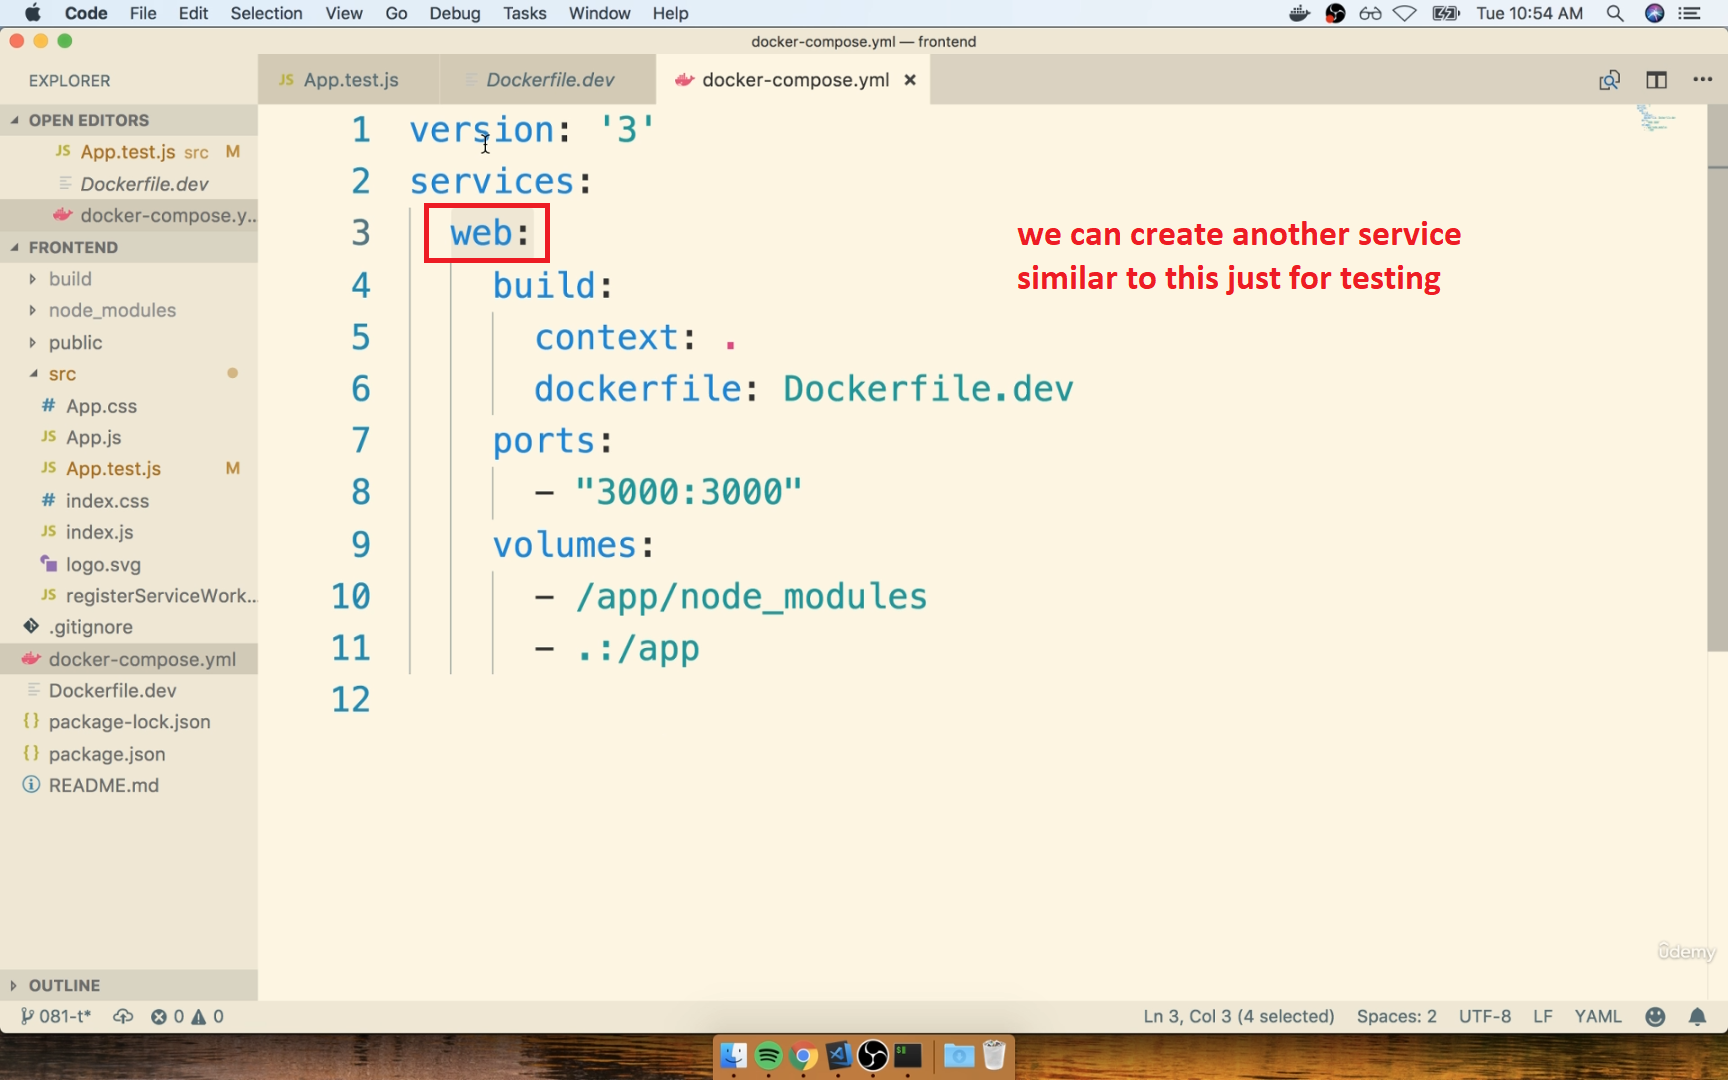 Code File Edit Selection View Go Debug Tasks Window Help Tue 10:54 AM
docker-compose.yml — frontend
EXPLORER
JS App.test.js
Dockerfile.dev
docker-compose.yml ×
OPEN EDITORS
JS App.test.js src M
Dockerfile.dev
docker-compose.y...
FRONTEND
build
node_modules
public
src
# App.css
JS App.js
JS App.test.js M
# index.css
JS index.js
logo.svg
JS registerServiceWork...
.gitignore
docker-compose.yml
Dockerfile.dev
{} package-lock.json
{} package.json
README.md
OUTLINE
1 version: '3'
2 services:
3 web:
4 build:
5 context: .
6 dockerfile: Dockerfile.dev
7 ports:
8 - "3000:3000"
9 volumes:
10 - /app/node_modules
11 - .:/app
12
we can create another service
similar to this just for testing
ûdemy
081-t* 0 0 Ln 3, Col 3 (4 selected) Spaces: 2 UTF-8 LF YAML